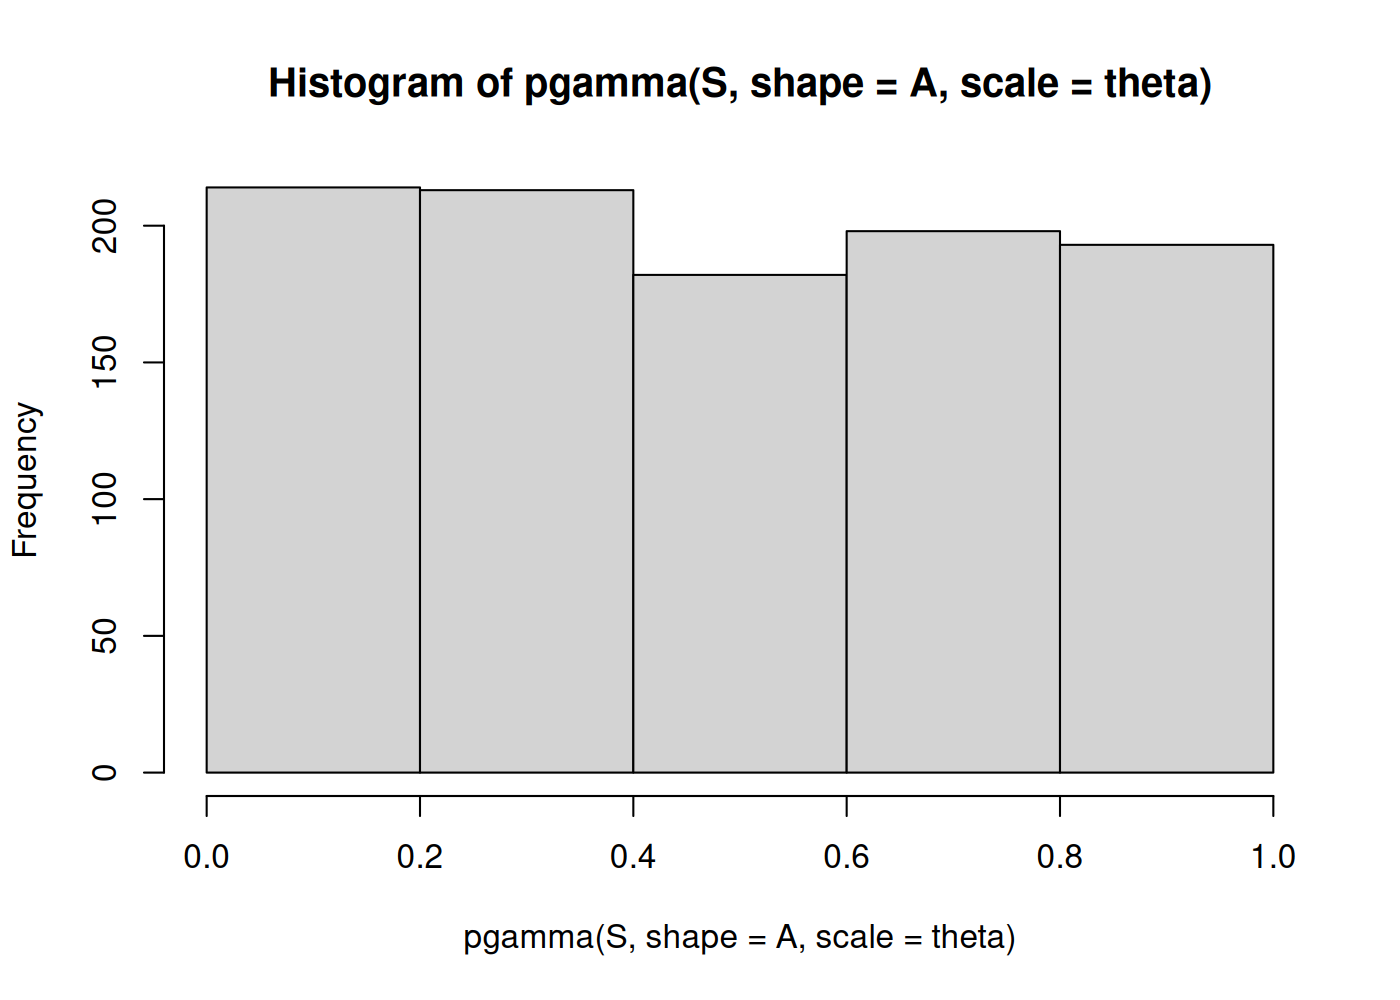 Histogram of pgamma(S, shape = A, scale = theta)
Frequency
200
150
100
50
0
0.0 0.2 0.4 0.6 0.8 1.0
pgamma(S, shape = A, scale = theta)